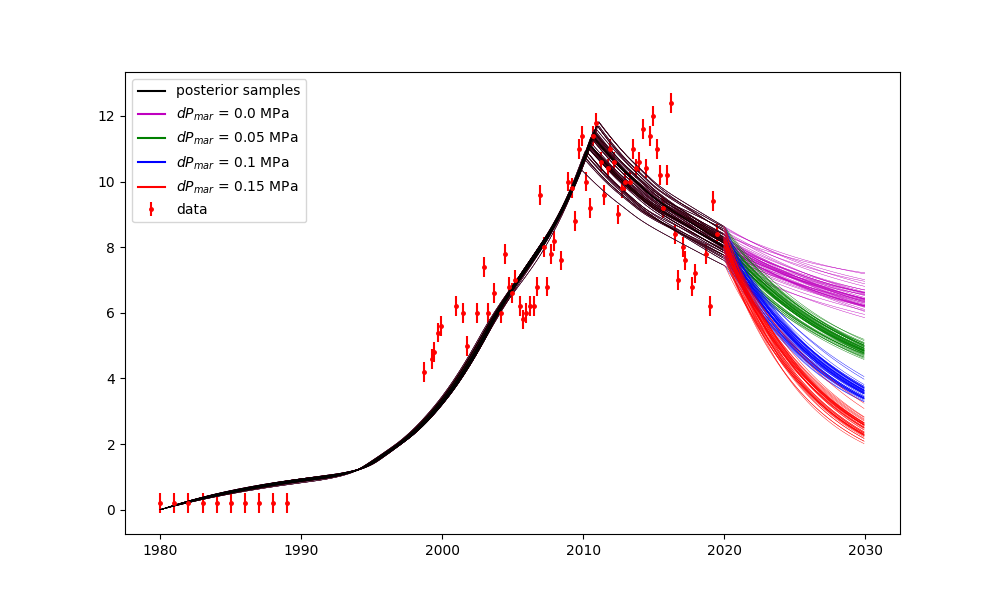 posterior samples
dP_mar = 0.0 MPa
dP_mar = 0.05 MPa
dP_mar = 0.1 MPa
dP_mar = 0.15 MPa
data
12
10
8
6
4
2
0
1980 1990 2000 2010 2020 2030